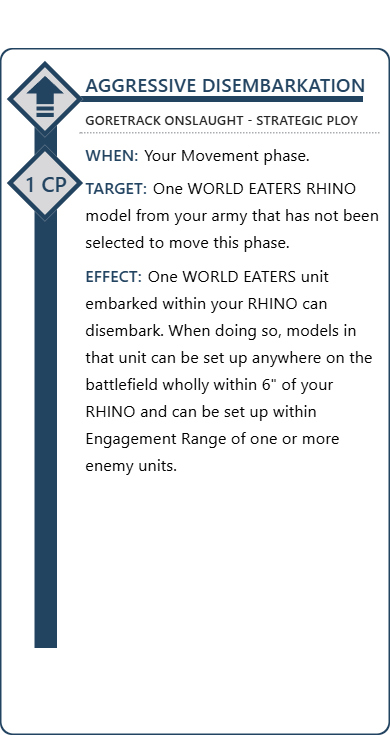 AGGRESSIVE DISEMBARKATION
GORETRACK ONSLAUGHT - STRATEGIC PLOY
1 CP
WHEN: Your Movement phase.
TARGET: One WORLD EATERS RHINO
model from your army that has not been
selected to move this phase.
EFFECT: One WORLD EATERS unit
embarked within your RHINO can
disembark. When doing so, models in
that unit can be set up anywhere on the
battlefield wholly within 6" of your
RHINO and can be set up within
Engagement Range of one or more
enemy units.